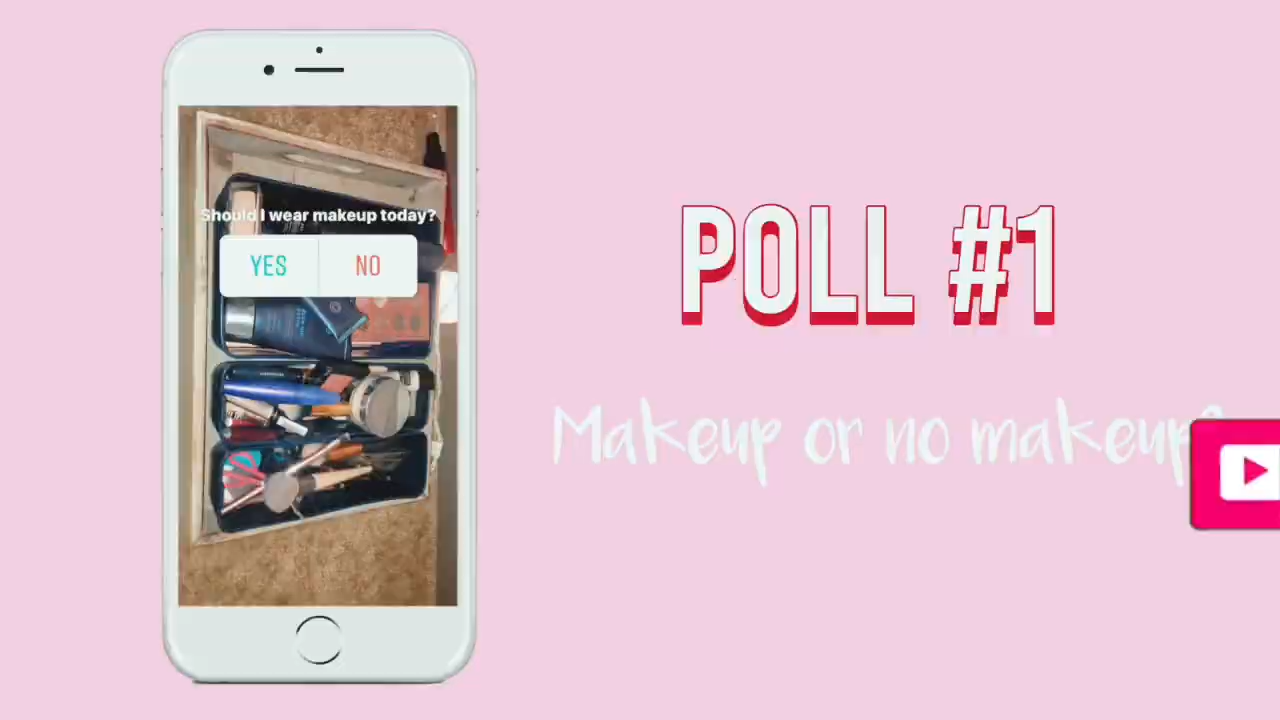 Should I wear makeup today?
YES NO
POLL #1
Makeup or no makeup?